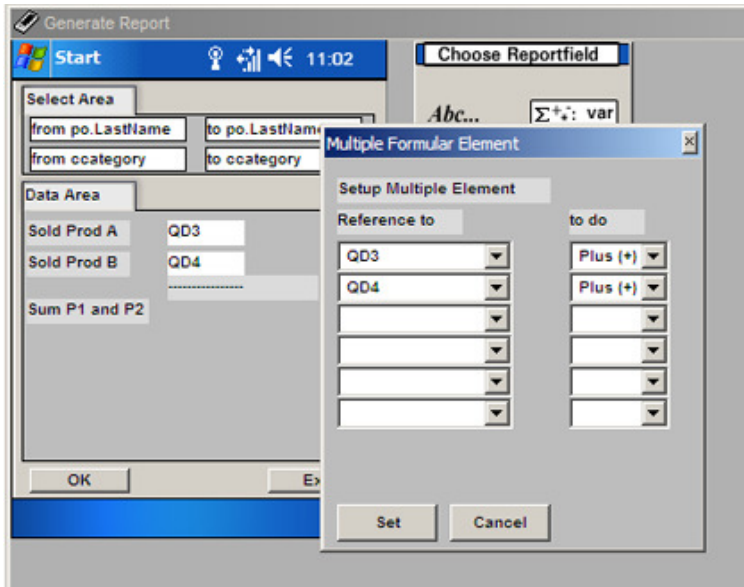 Generate Report
Start 11:02
Choose Reportfield
Select Area
from po.LastName to po.LastName
from ccategory to ccategory
Abc... Σ+₊-: var
Multiple Formular Element
Data Area
Sold Prod A QD3
Sold Prod B QD4
----------------
Sum P1 and P2
Setup Multiple Element
Reference to to do
QD3 Plus (+)
QD4 Plus (+)
OK
Set Cancel